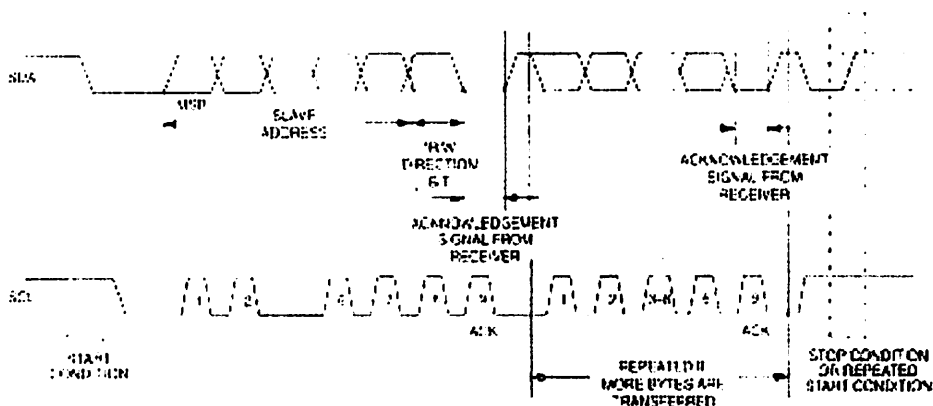 SDA
MSB
SLAVE
ADDRESS
R/W
DIRECTION
BIT
ACKNOWLEDGEMENT
SIGNAL FROM
RECEIVER
ACKNOWLEDGEMENT
SIGNAL FROM
RECEIVER
SCL
1 2 6 7 9 1 2 3-8 9
ACK
ACK
START
CONDITION
REPEATED IF
MORE BYTES ARE
TRANSFERRED
STOP CONDITION
OR REPEATED
START CONDITION